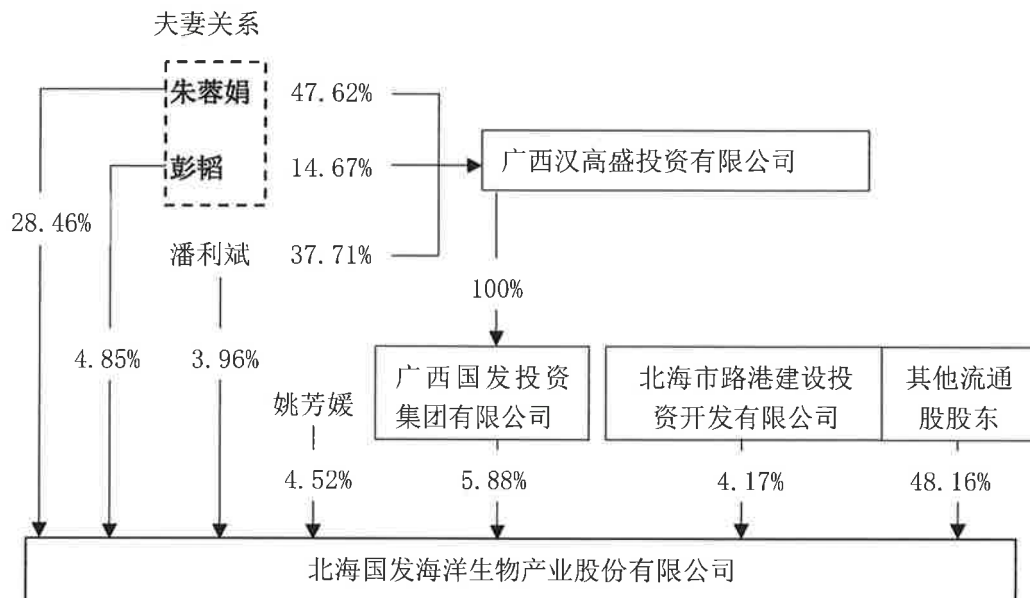 夫妻关系
朱蓉娟 47.62%
广西汉高盛投资有限公司
彭韬 14.67%
28.46%
潘利斌 37.71%
100%
4.85%
3.96%
广西国发投资
集团有限公司
北海市路港建设投
资开发有限公司
其他流通
股股东
姚芳媛
4.52%
5.88%
4.17%
48.16%
北海国发海洋生物产业股份有限公司